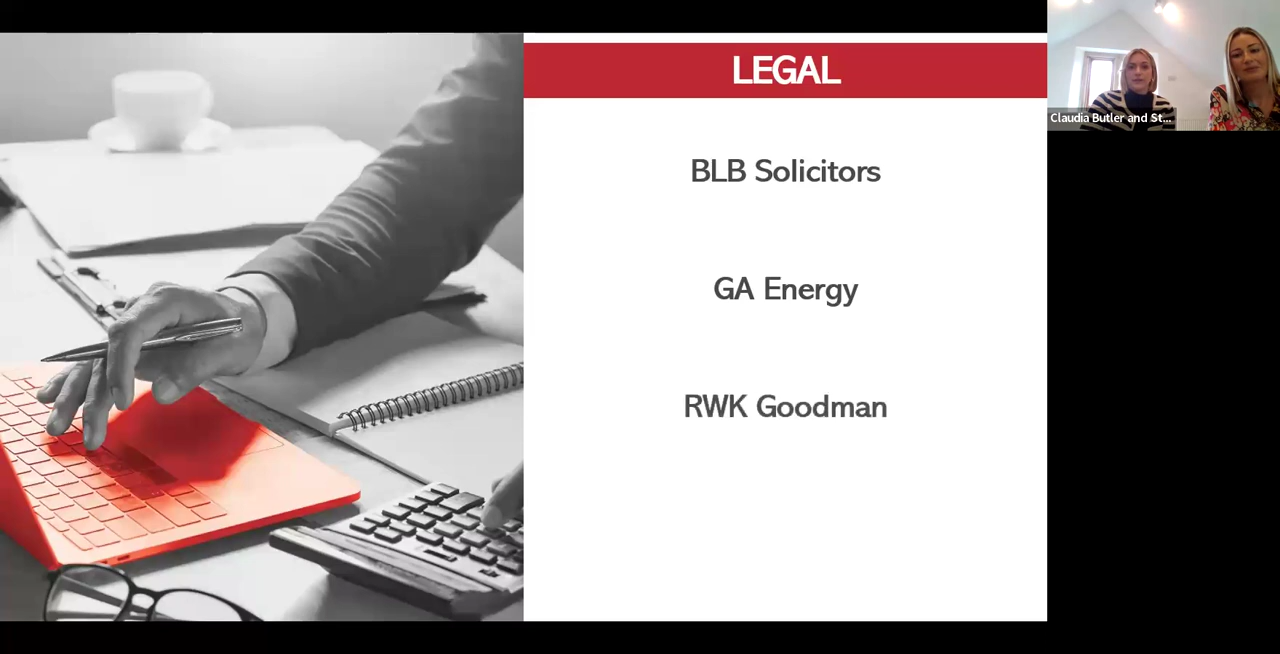 LEGAL
Claudia Butler and St...
BLB Solicitors
GA Energy
RWK Goodman